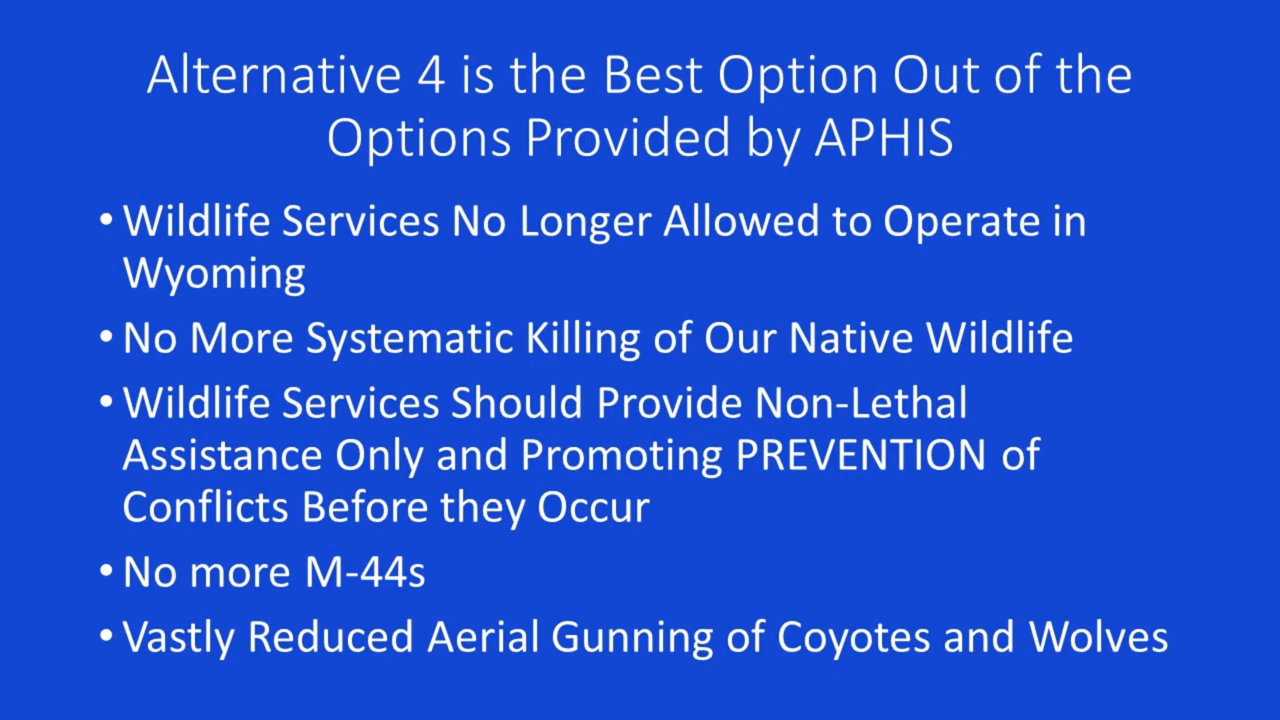 Alternative 4 is the Best Option Out of the
Options Provided by APHIS
• Wildlife Services No Longer Allowed to Operate in
Wyoming
• No More Systematic Killing of Our Native Wildlife
• Wildlife Services Should Provide Non-Lethal
Assistance Only and Promoting PREVENTION of
Conflicts Before they Occur
• No more M-44s
• Vastly Reduced Aerial Gunning of Coyotes and Wolves